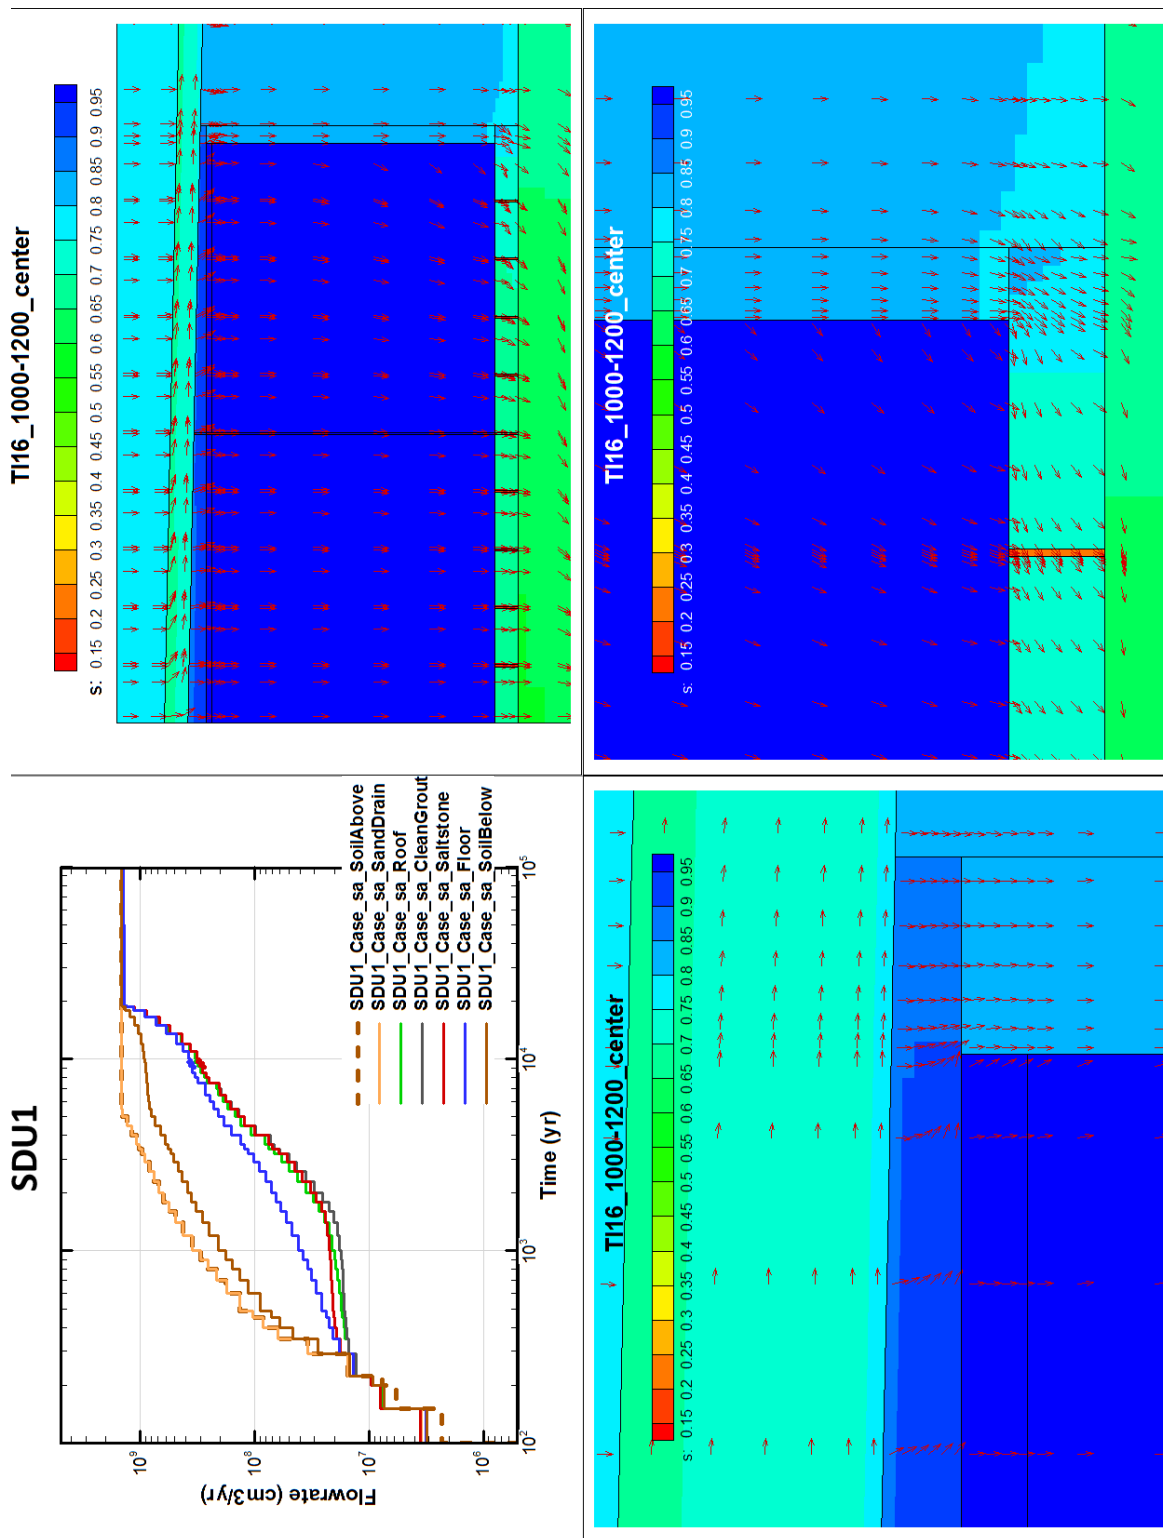 SDU1
Flowrate (cm3/yr)
10^9
10^8
10^7
10^6
10^2
10^3
10^4
10^5
Time (yr)
SDU1_Case_sa_SoilAbove
SDU1_Case_sa_SandDrain
SDU1_Case_sa_Roof
SDU1_Case_sa_CleanGrout
SDU1_Case_sa_Saltstone
SDU1_Case_sa_Floor
SDU1_Case_sa_SoilBelow
TI16_1000-1200_center
s: 0.15 0.2 0.25 0.3 0.35 0.4 0.45 0.5 0.55 0.6 0.65 0.7 0.75 0.8 0.85 0.9 0.95
TI16_1000-1200_center
s: 0.15 0.2 0.25 0.3 0.35 0.4 0.45 0.5 0.55 0.6 0.65 0.7 0.75 0.8 0.85 0.9 0.95
TI16_1000-1200_center
s: 0.15 0.2 0.25 0.3 0.35 0.4 0.45 0.5 0.55 0.6 0.65 0.7 0.75 0.8 0.85 0.9 0.95